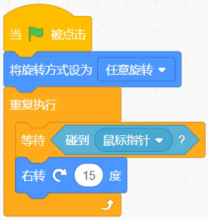 当 被点击
将旋转方式设为 任意旋转
重复执行
等待 碰到 鼠标指针 ?
右转 15 度